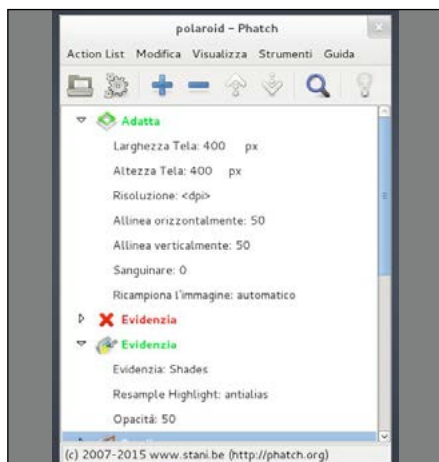 polaroid – Phatch
Action List Modifica Visualizza Strumenti Guida
Adatta
Larghezza Tela: 400 px
Altezza Tela: 400 px
Risoluzione: <dpi>
Allinea orizzontalmente: 50
Allinea verticalmente: 50
Sanguinare: 0
Ricampiona l'immagine: automatico
Evidenzia
Evidenzia
Evidenzia: Shades
Resample Highlight: antialias
Opacitá: 50
(c) 2007-2015 www.stani.be (http://phatch.org)